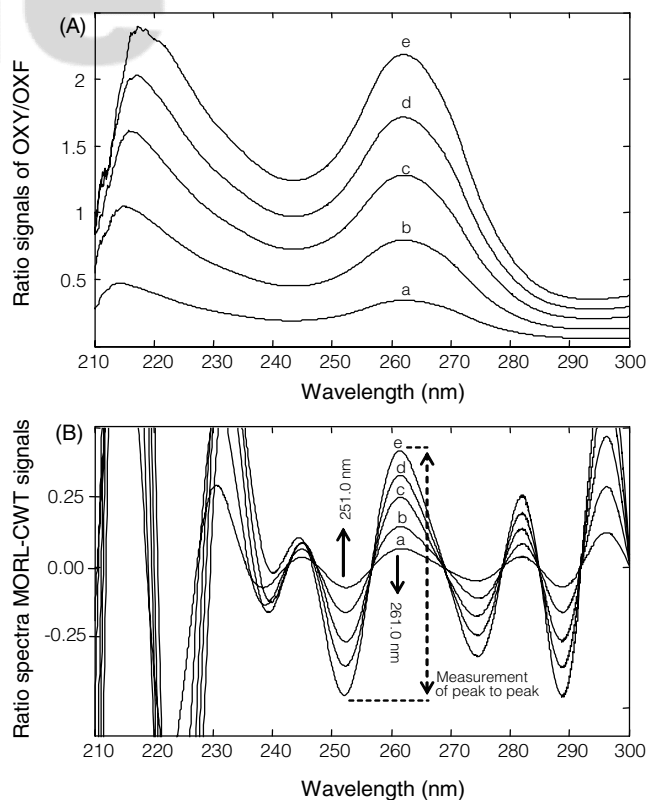 (A)
Ratio signals of OXY/OXF
2
1.5
1
0.5
e
d
c
b
a
210 220 230 240 250 260 270 280 290 300
Wavelength (nm)
(B)
Ratio spectra MORL-CWT signals
0.25
0.00
-0.25
251.0 nm
e
d
c
b
a
261.0 nm
Measurement
of peak to peak
210 220 230 240 250 260 270 280 290 300
Wavelength (nm)